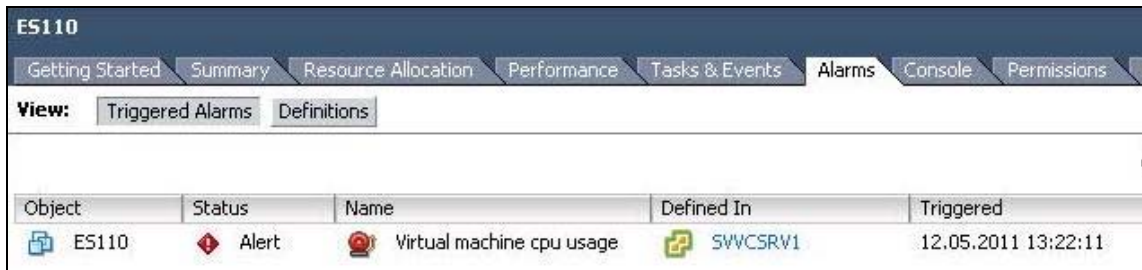 ES110
Getting Started Summary Resource Allocation Performance Tasks & Events Alarms Console Permissions
View: Triggered Alarms Definitions
Object Status Name Defined In Triggered
ES110 Alert Virtual machine cpu usage SVVCSRV1 12.05.2011 13:22:11